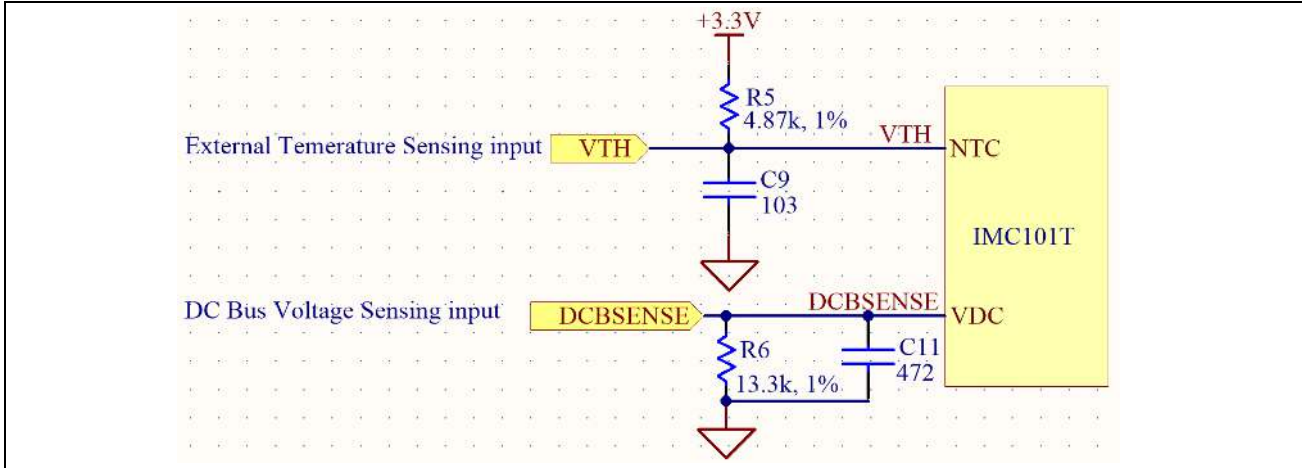 +3.3V
R5
4.87k, 1%
External Temerature Sensing input
VTH
VTH
NTC
C9
103
IMC101T
DC Bus Voltage Sensing input
DCBSENSE
DCBSENSE
VDC
R6
13.3k, 1%
C11
472